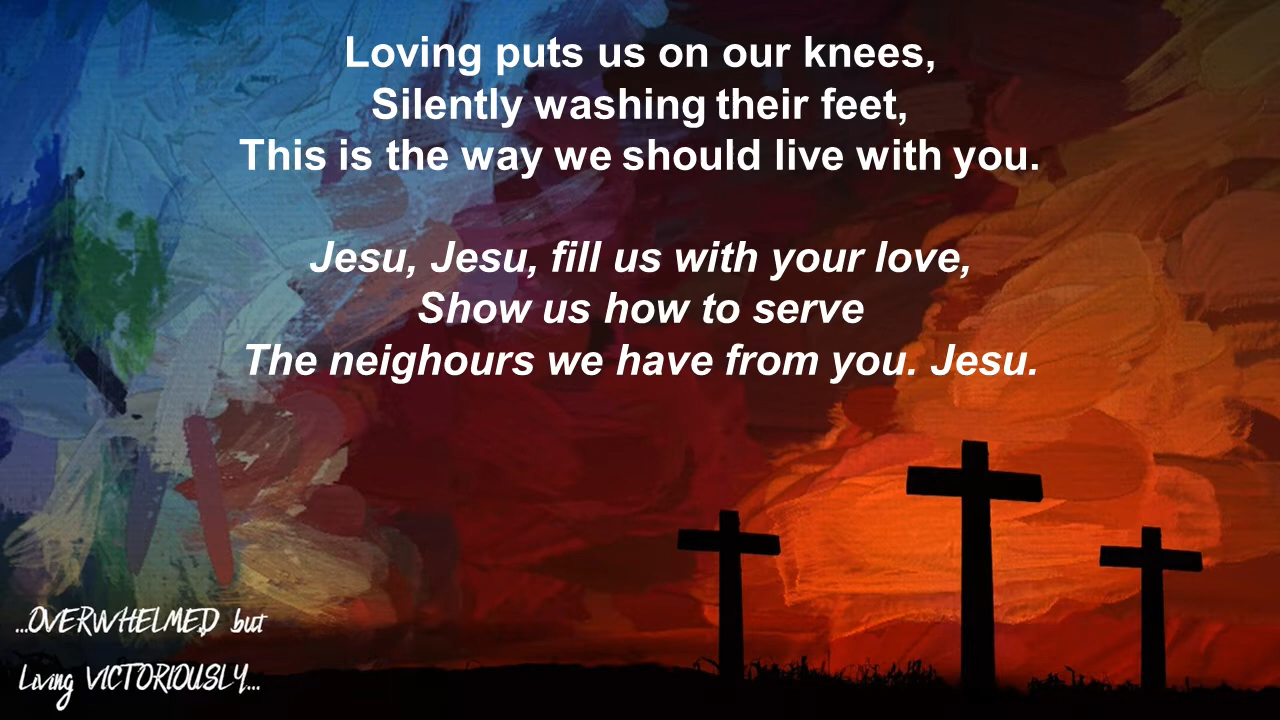 Loving puts us on our knees,
Silently washing their feet,
This is the way we should live with you.
Jesu, Jesu, fill us with your love,
Show us how to serve
The neighours we have from you. Jesu.
...OVERWHELMED but
Living VICTORIOUSLY...